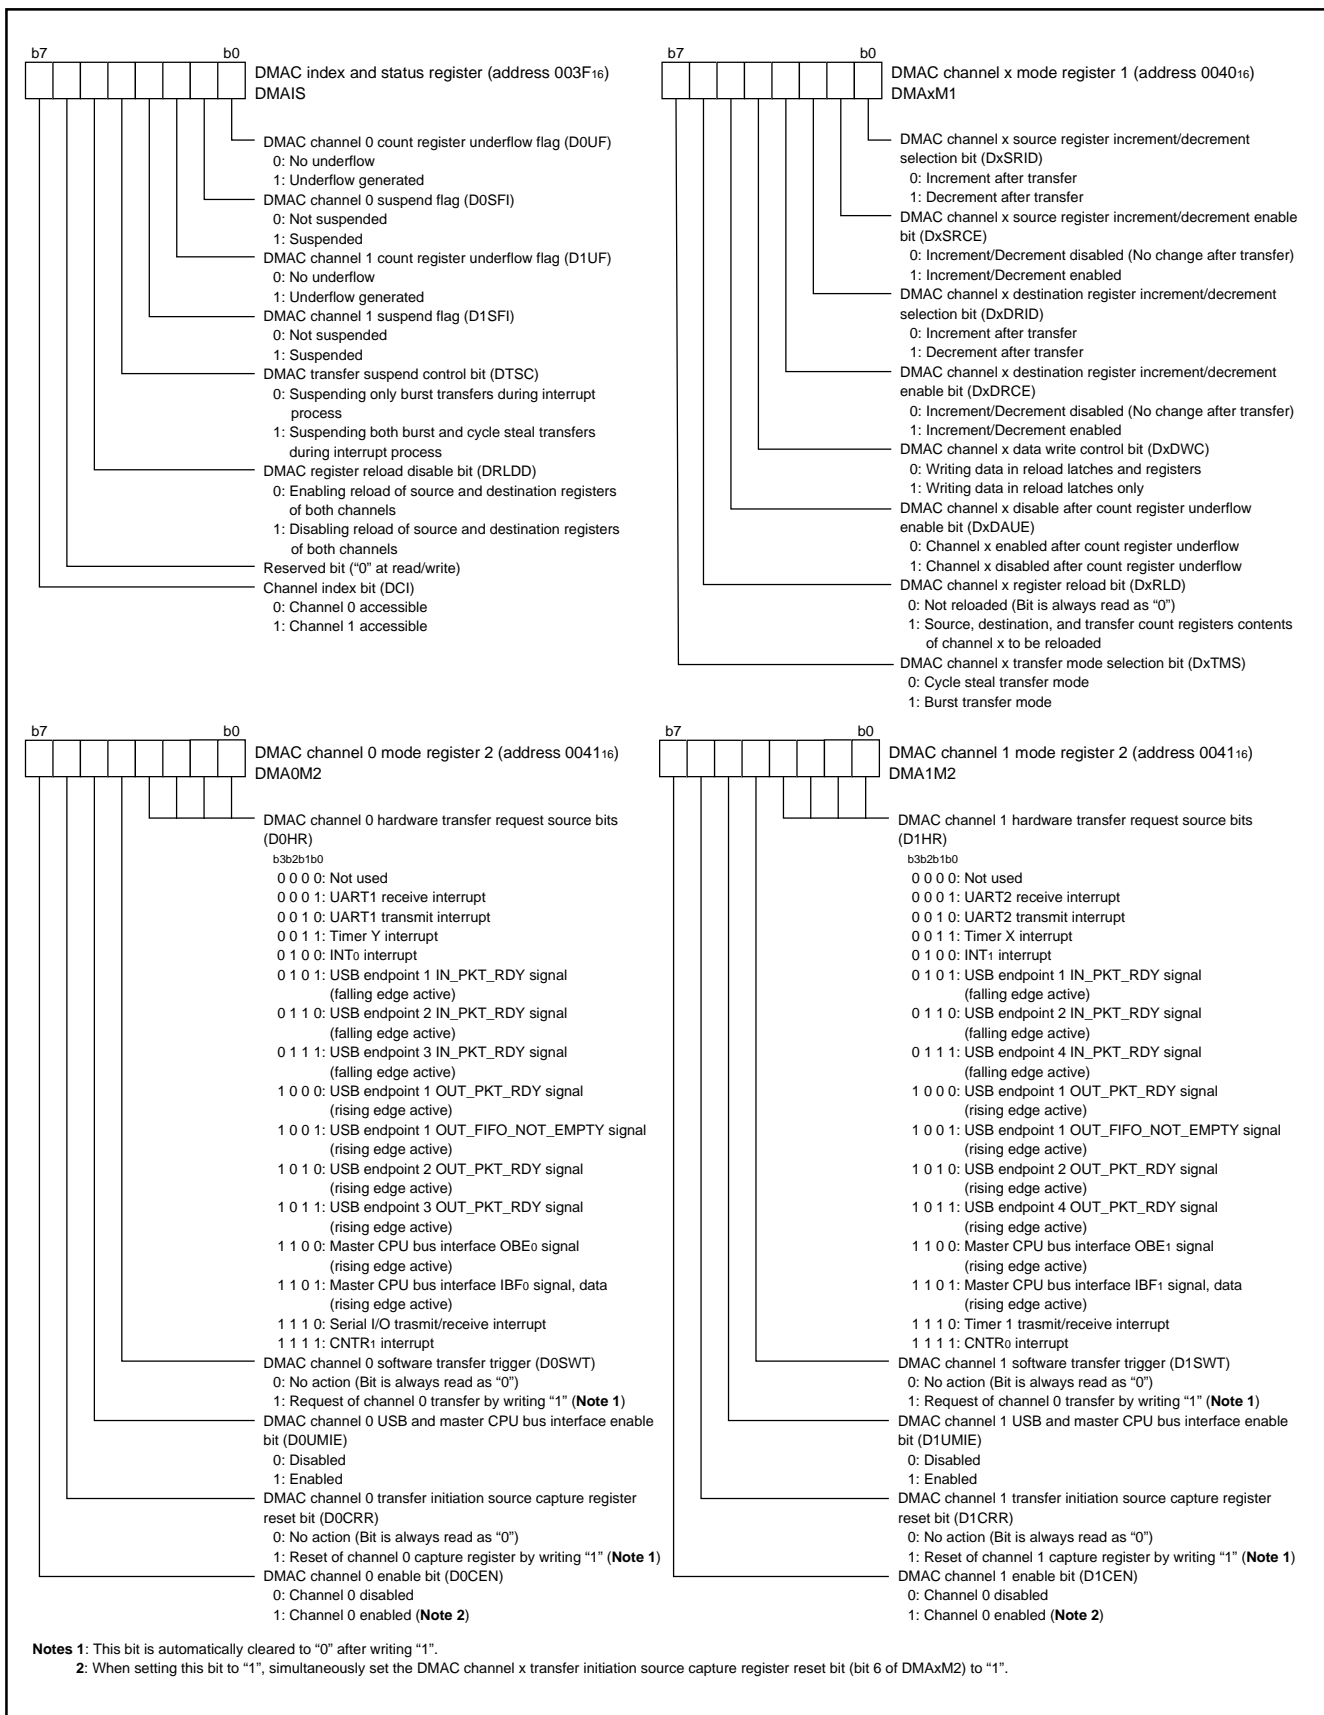 b7 b0
DMAC index and status register (address 003F16)
DMAIS
DMAC channel 0 count register underflow flag (D0UF)
0: No underflow
1: Underflow generated
DMAC channel 0 suspend flag (D0SFI)
0: Not suspended
1: Suspended
DMAC channel 1 count register underflow flag (D1UF)
0: No underflow
1: Underflow generated
DMAC channel 1 suspend flag (D1SFI)
0: Not suspended
1: Suspended
DMAC transfer suspend control bit (DTSC)
0: Suspending only burst transfers during interrupt
process
1: Suspending both burst and cycle steal transfers
during interrupt process
DMAC register reload disable bit (DRLDD)
0: Enabling reload of source and destination registers
of both channels
1: Disabling reload of source and destination registers
of both channels
Reserved bit (“0” at read/write)
Channel index bit (DCI)
0: Channel 0 accessible
1: Channel 1 accessible
b7 b0
DMAC channel x mode register 1 (address 004016)
DMAxM1
DMAC channel x source register increment/decrement
selection bit (DxSRID)
0: Increment after transfer
1: Decrement after transfer
DMAC channel x source register increment/decrement enable
bit (DxSRCE)
0: Increment/Decrement disabled (No change after transfer)
1: Increment/Decrement enabled
DMAC channel x destination register increment/decrement
selection bit (DxDRID)
0: Increment after transfer
1: Decrement after transfer
DMAC channel x destination register increment/decrement
enable bit (DxDRCE)
0: Increment/Decrement disabled (No change after transfer)
1: Increment/Decrement enabled
DMAC channel x data write control bit (DxDWC)
0: Writing data in reload latches and registers
1: Writing data in reload latches only
DMAC channel x disable after count register underflow
enable bit (DxDAUE)
0: Channel x enabled after count register underflow
1: Channel x disabled after count register underflow
DMAC channel x register reload bit (DxRLD)
0: Not reloaded (Bit is always read as “0”)
1: Source, destination, and transfer count registers contents
of channel x to be reloaded
DMAC channel x transfer mode selection bit (DxTMS)
0: Cycle steal transfer mode
1: Burst transfer mode
b7 b0
DMAC channel 0 mode register 2 (address 004116)
DMA0M2
DMAC channel 0 hardware transfer request source bits
(D0HR)
b3b2b1b0
0 0 0 0: Not used
0 0 0 1: UART1 receive interrupt
0 0 1 0: UART1 transmit interrupt
0 0 1 1: Timer Y interrupt
0 1 0 0: INT0 interrupt
0 1 0 1: USB endpoint 1 IN_PKT_RDY signal
(falling edge active)
0 1 1 0: USB endpoint 2 IN_PKT_RDY signal
(falling edge active)
0 1 1 1: USB endpoint 3 IN_PKT_RDY signal
(falling edge active)
1 0 0 0: USB endpoint 1 OUT_PKT_RDY signal
(rising edge active)
1 0 0 1: USB endpoint 1 OUT_FIFO_NOT_EMPTY signal
(rising edge active)
1 0 1 0: USB endpoint 2 OUT_PKT_RDY signal
(rising edge active)
1 0 1 1: USB endpoint 3 OUT_PKT_RDY signal
(rising edge active)
1 1 0 0: Master CPU bus interface OBE0 signal
(rising edge active)
1 1 0 1: Master CPU bus interface IBF0 signal, data
(rising edge active)
1 1 1 0: Serial I/O trasmit/receive interrupt
1 1 1 1: CNTR1 interrupt
DMAC channel 0 software transfer trigger (D0SWT)
0: No action (Bit is always read as “0”)
1: Request of channel 0 transfer by writing “1” (Note 1)
DMAC channel 0 USB and master CPU bus interface enable
bit (D0UMIE)
0: Disabled
1: Enabled
DMAC channel 0 transfer initiation source capture register
reset bit (D0CRR)
0: No action (Bit is always read as “0”)
1: Reset of channel 0 capture register by writing “1” (Note 1)
DMAC channel 0 enable bit (D0CEN)
0: Channel 0 disabled
1: Channel 0 enabled (Note 2)
b7 b0
DMAC channel 1 mode register 2 (address 004116)
DMA1M2
DMAC channel 1 hardware transfer request source bits
(D1HR)
b3b2b1b0
0 0 0 0: Not used
0 0 0 1: UART2 receive interrupt
0 0 1 0: UART2 transmit interrupt
0 0 1 1: Timer X interrupt
0 1 0 0: INT1 interrupt
0 1 0 1: USB endpoint 1 IN_PKT_RDY signal
(falling edge active)
0 1 1 0: USB endpoint 2 IN_PKT_RDY signal
(falling edge active)
0 1 1 1: USB endpoint 4 IN_PKT_RDY signal
(falling edge active)
1 0 0 0: USB endpoint 1 OUT_PKT_RDY signal
(rising edge active)
1 0 0 1: USB endpoint 1 OUT_FIFO_NOT_EMPTY signal
(rising edge active)
1 0 1 0: USB endpoint 2 OUT_PKT_RDY signal
(rising edge active)
1 0 1 1: USB endpoint 4 OUT_PKT_RDY signal
(rising edge active)
1 1 0 0: Master CPU bus interface OBE1 signal
(rising edge active)
1 1 0 1: Master CPU bus interface IBF1 signal, data
(rising edge active)
1 1 1 0: Timer 1 trasmit/receive interrupt
1 1 1 1: CNTR0 interrupt
DMAC channel 1 software transfer trigger (D1SWT)
0: No action (Bit is always read as “0”)
1: Request of channel 0 transfer by writing “1” (Note 1)
DMAC channel 1 USB and master CPU bus interface enable
bit (D1UMIE)
0: Disabled
1: Enabled
DMAC channel 1 transfer initiation source capture register
reset bit (D1CRR)
0: No action (Bit is always read as “0”)
1: Reset of channel 1 capture register by writing “1” (Note 1)
DMAC channel 1 enable bit (D1CEN)
0: Channel 0 disabled
1: Channel 0 enabled (Note 2)
Notes 1: This bit is automatically cleared to “0” after writing “1”.
2: When setting this bit to “1”, simultaneously set the DMAC channel x transfer initiation source capture register reset bit (bit 6 of DMAxM2) to “1”.